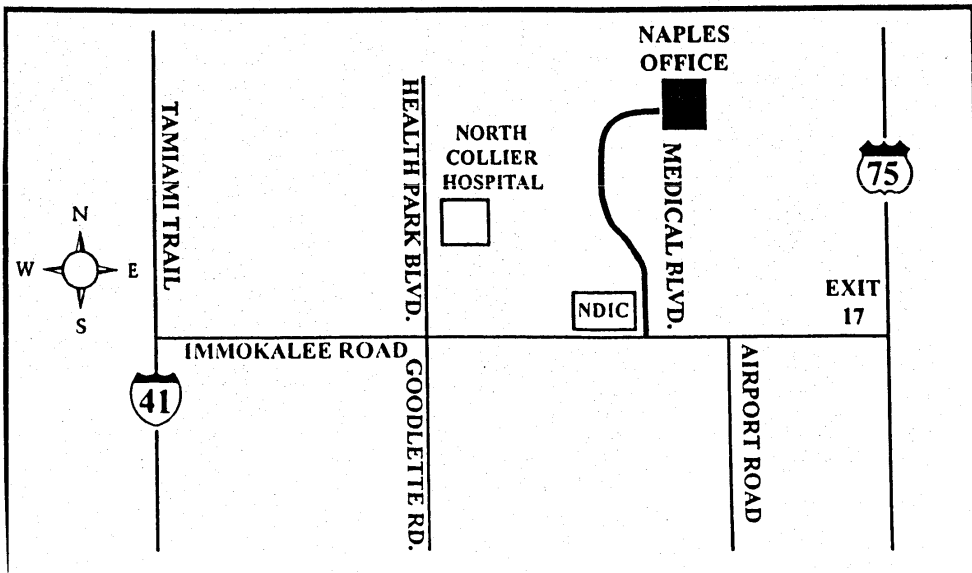 NAPLES
OFFICE
TAMIAMI TRAIL
HEALTH PARK BLVD.
NORTH
COLLIER
HOSPITAL
MEDICAL BLVD.
75
N
W E
S
NDIC
EXIT
17
IMMOKALEE ROAD
41
GOODLETTE RD.
AIRPORT ROAD